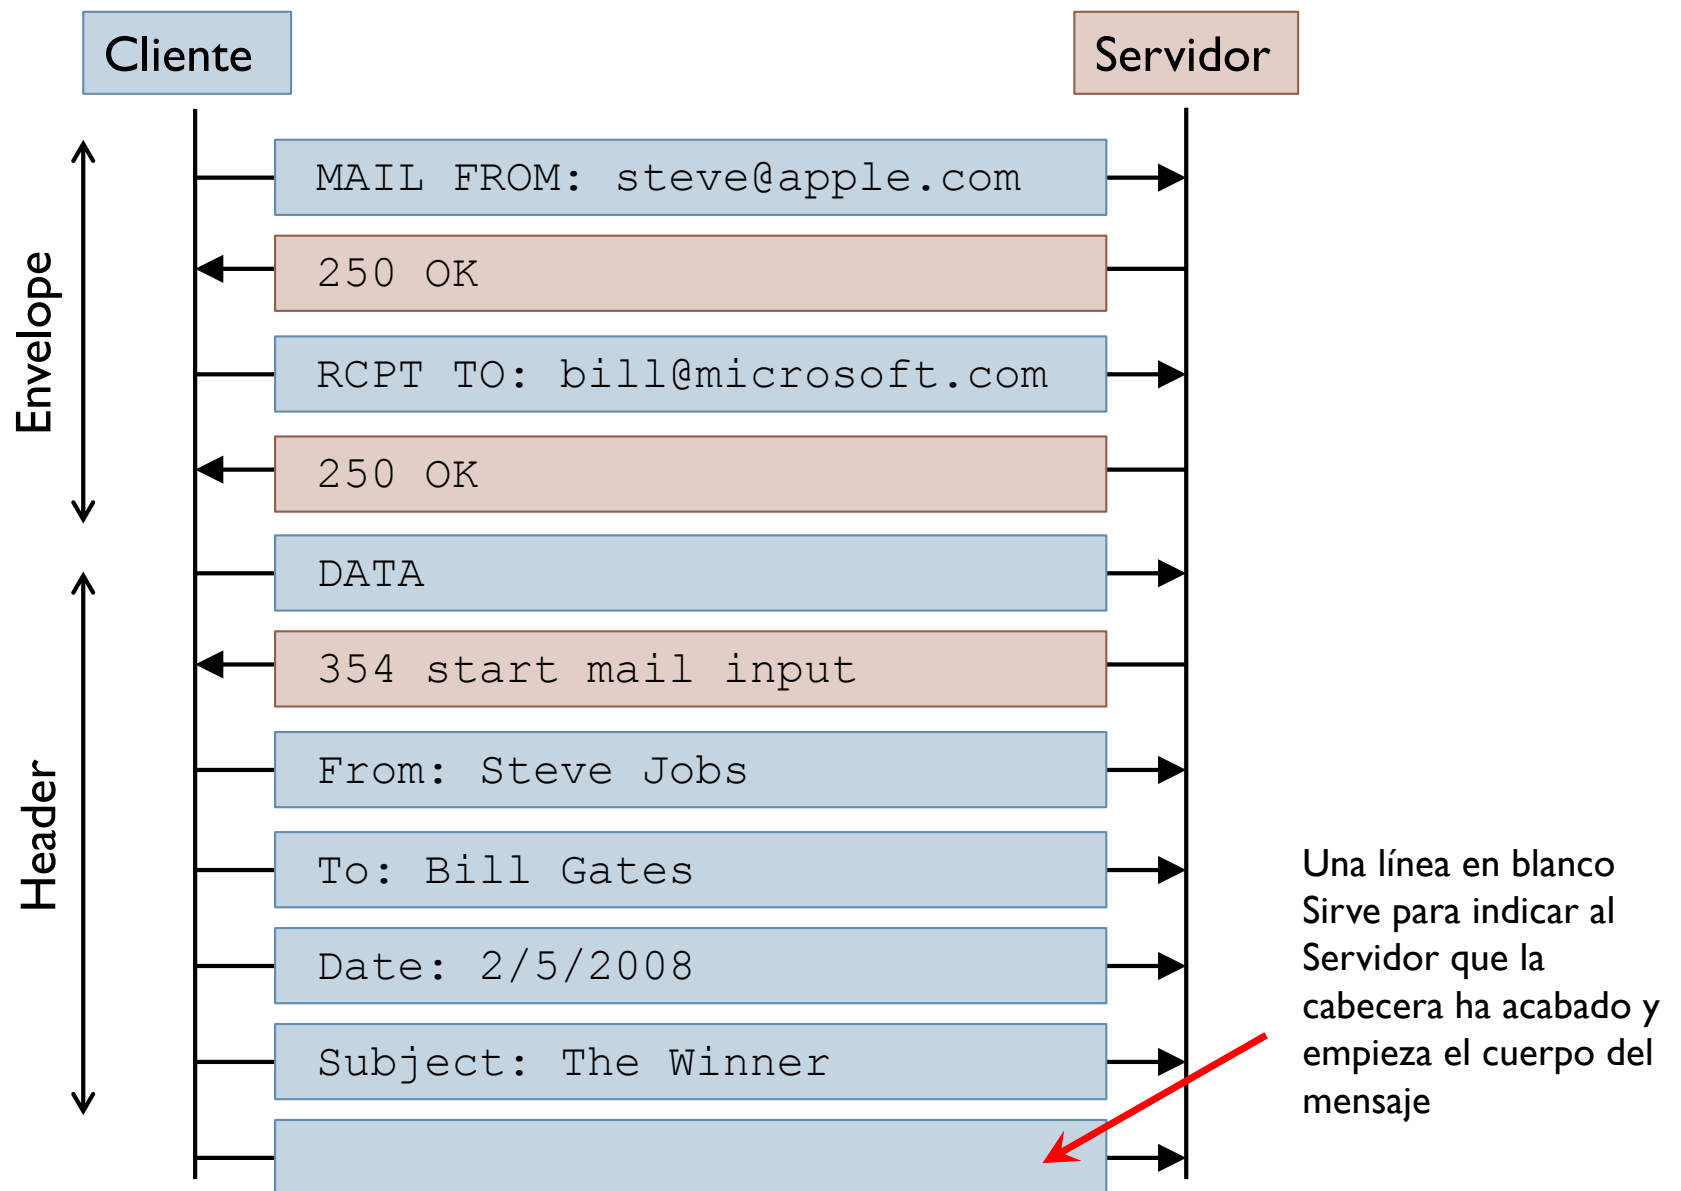 Cliente
Servidor
Envelope
MAIL FROM: steve@apple.com
250 OK
RCPT TO: bill@microsoft.com
250 OK
Header
DATA
354 start mail input
From: Steve Jobs
To: Bill Gates
Date: 2/5/2008
Subject: The Winner
Una línea en blanco
Sirve para indicar al
Servidor que la
cabecera ha acabado y
empieza el cuerpo del
mensaje